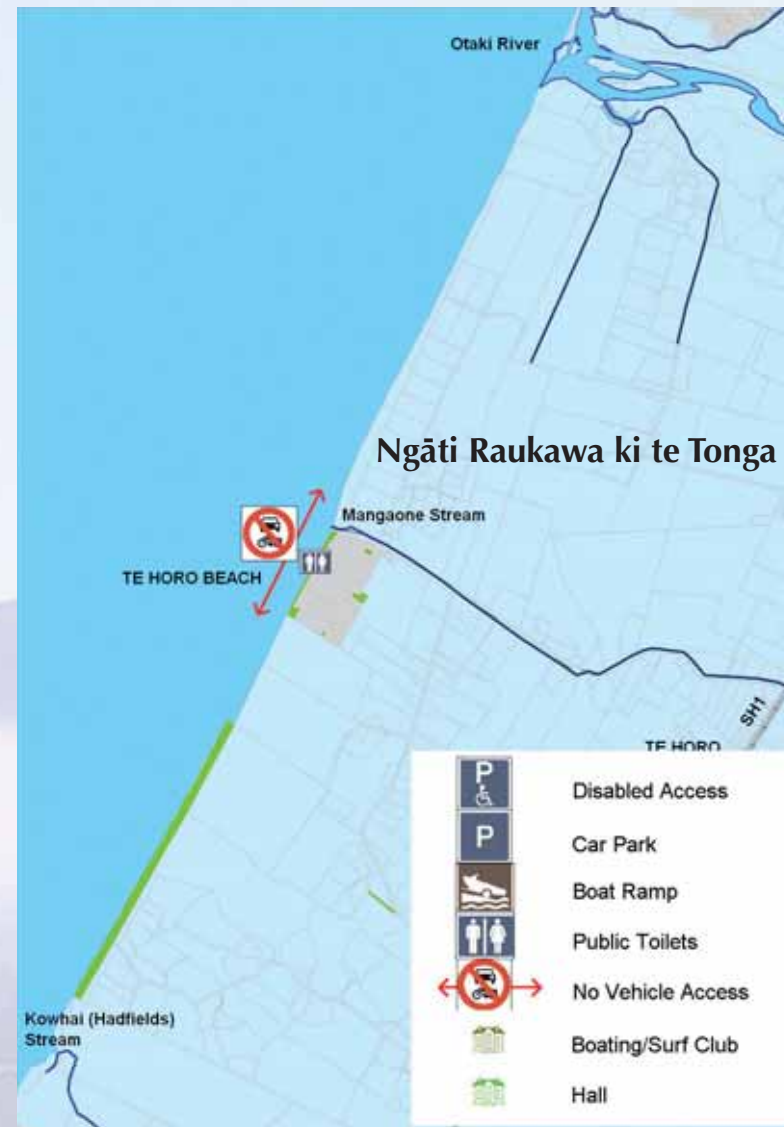 Otaki River
Ngāti Raukawa ki te Tonga
Mangaone Stream
TE HORO BEACH
SH1
TE HORO
Kowhai (Hadfields)
Stream
P
Disabled Access
P
Car Park
Boat Ramp
Public Toilets
No Vehicle Access
Boating/Surf Club
Hall